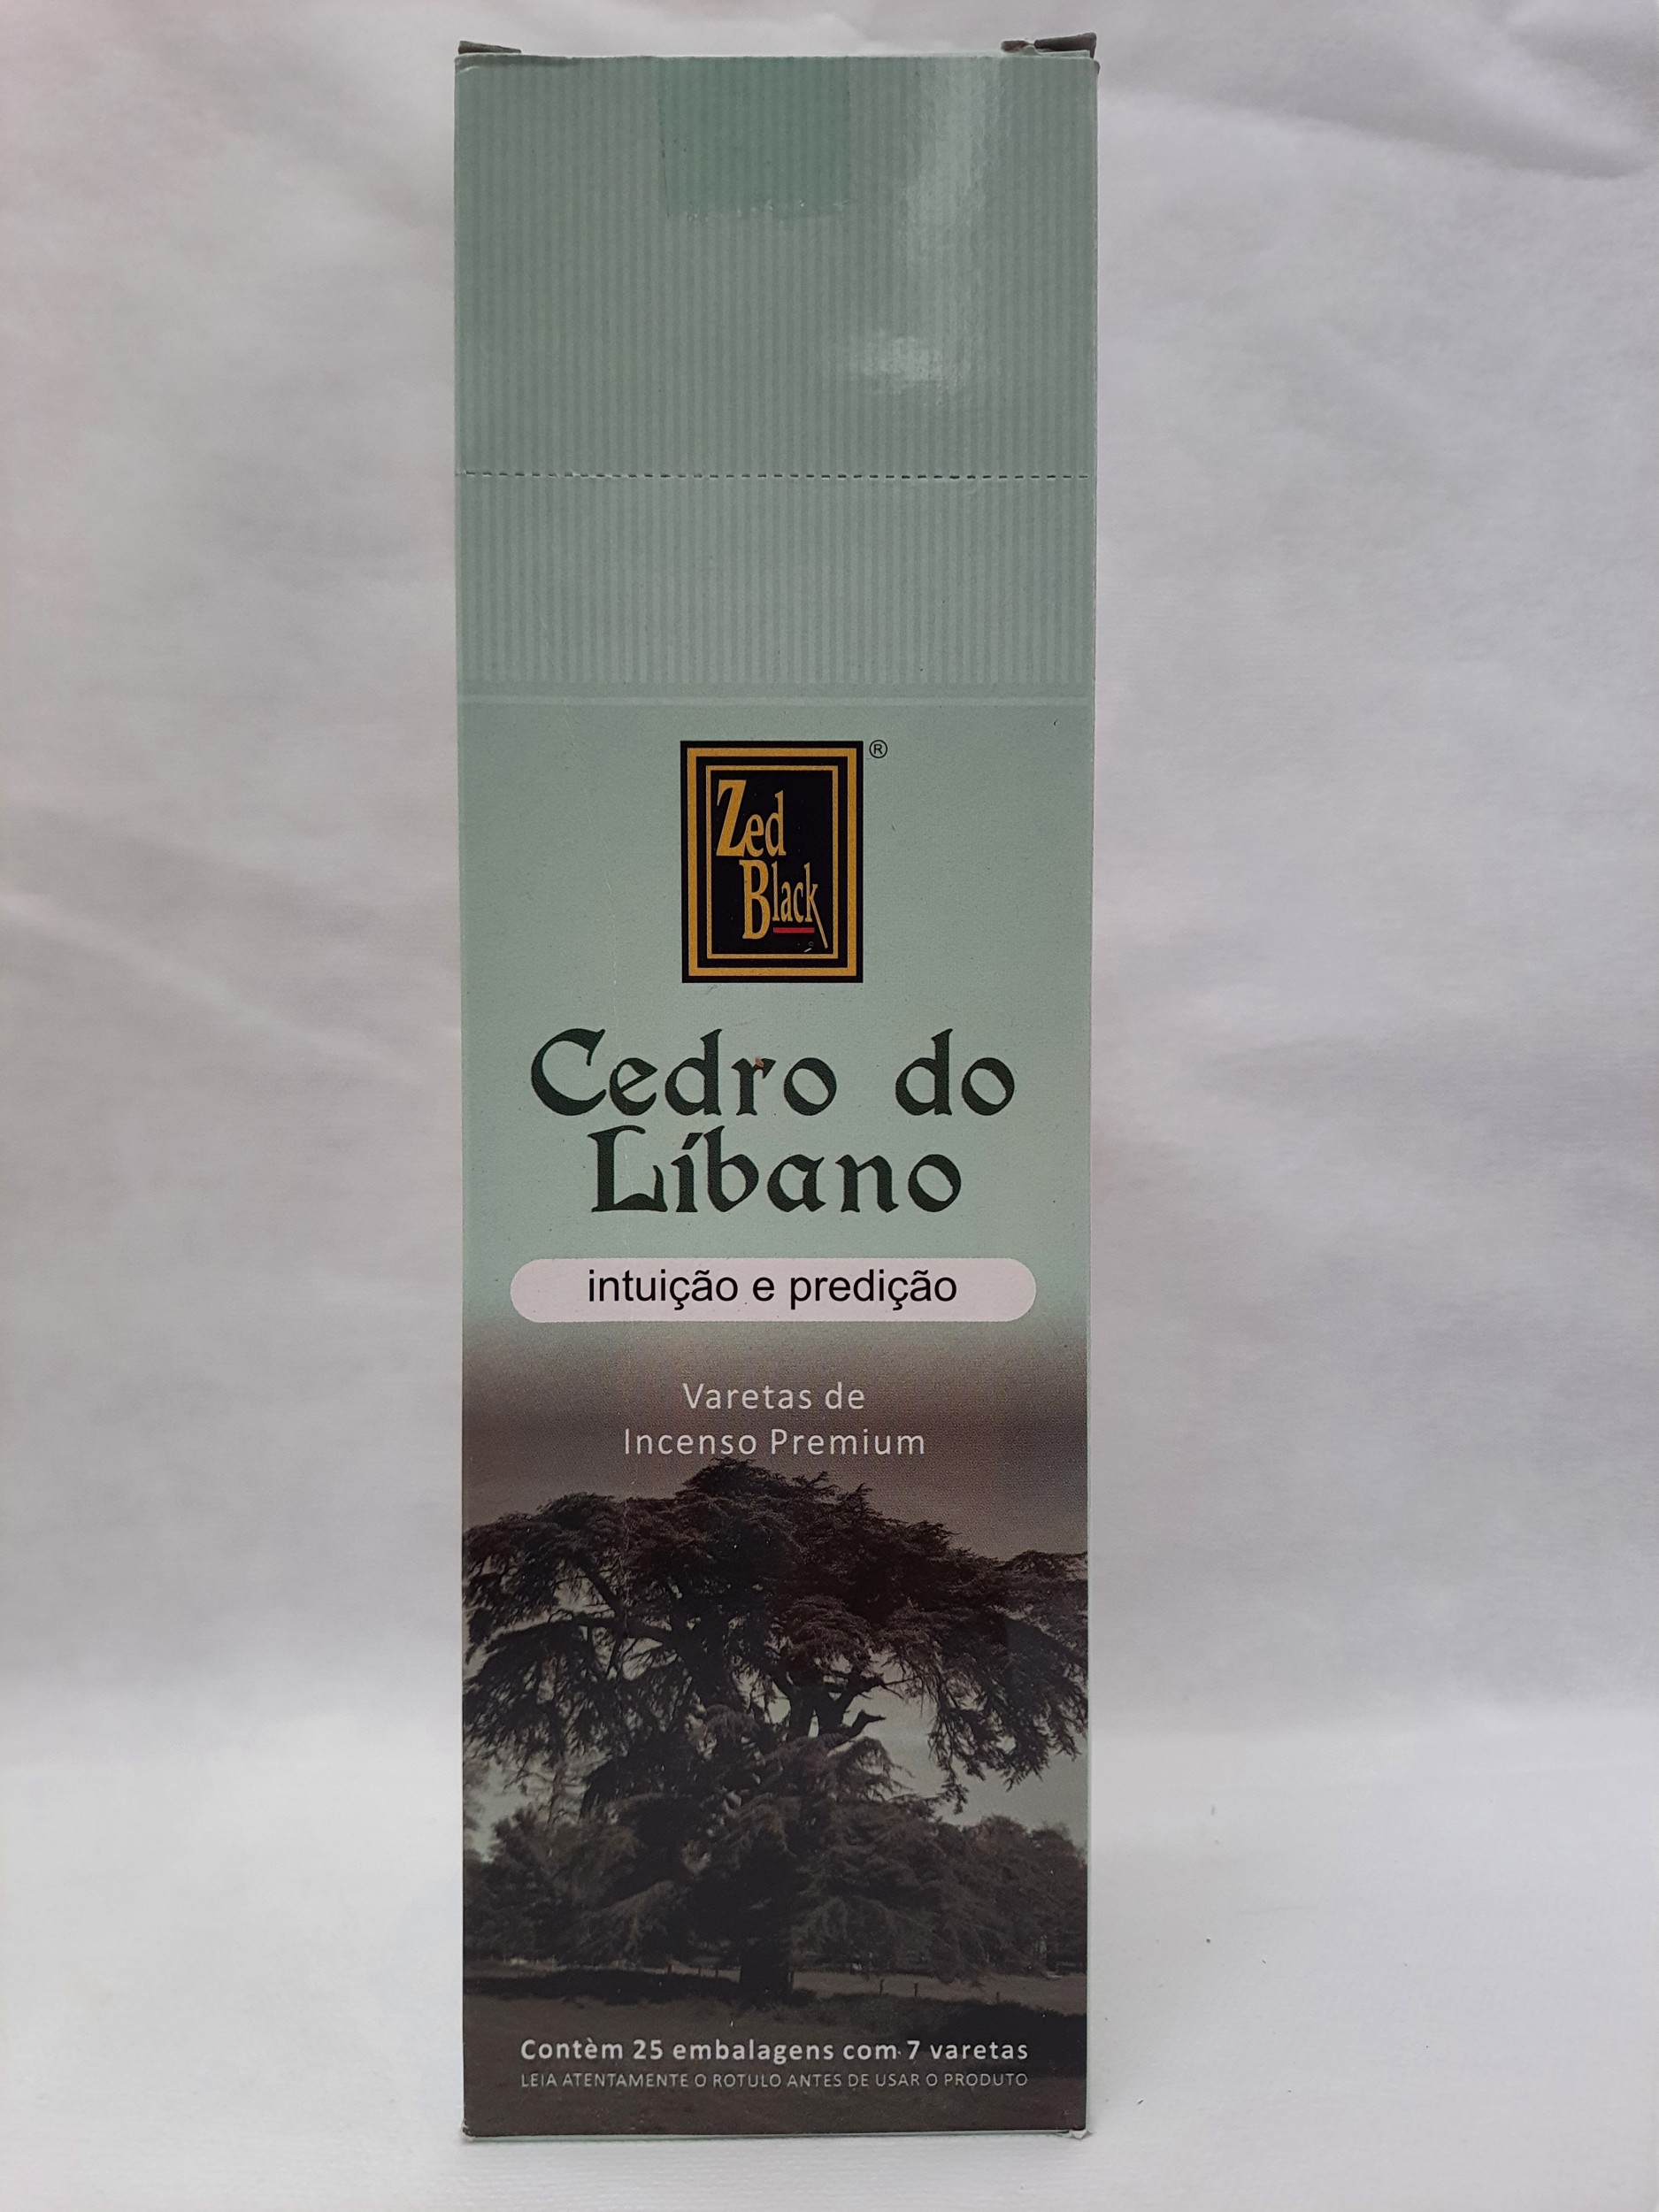 Zed
Black
®
Cedro do
Líbano
intuição e predição
Varetas de
Incenso Premium
Contèm 25 embalagens com 7 varetas
LEIA ATENTAMENTE O ROTULO ANTES DE USAR O PRODUTO